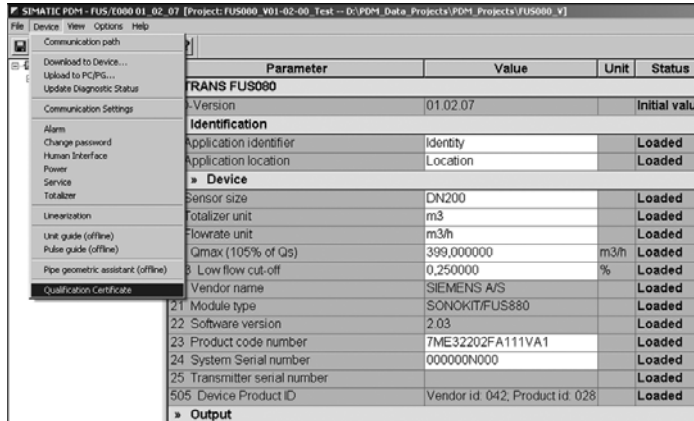 SIMATIC PDM - FUS/E080 01_02_07 [Project: FUS080_V01-02-00_Test -- D:\PDM_Data_Projects\PDM_Projects\FUS080_V]
File Device View Options Help
Communication path
Download to Device...
Upload to PC/PG...
Update Diagnostic Status
Communication Settings
Alarm
Change password
Human Interface
Power
Service
Totalizer
Linearization
Unit guide (offline)
Pulse guide (offline)
Pipe geometric assistant (offline)
Qualification Certificate
Parameter Value Unit Status
TRANS FUS080
-Version 01.02.07 Initial valu
Identification
Application identifier Identity Loaded
Application location Location Loaded
» Device
Sensor size DN200 Loaded
Totalizer unit m3 Loaded
Flowrate unit m3/h Loaded
Qmax (105% of Qs) 399,000000 m3/h Loaded
Low flow cut-off 0,250000 % Loaded
Vendor name SIEMENS A/S Loaded
21 Module type SONOKIT/FUS880 Loaded
22 Software version 2.03 Loaded
23 Product code number 7ME32202FA111VA1 Loaded
24 System Serial number 000000N000 Loaded
25 Transmitter serial number Loaded
505 Device Product ID Vendor id: 042, Product id: 028 Loaded
» Output